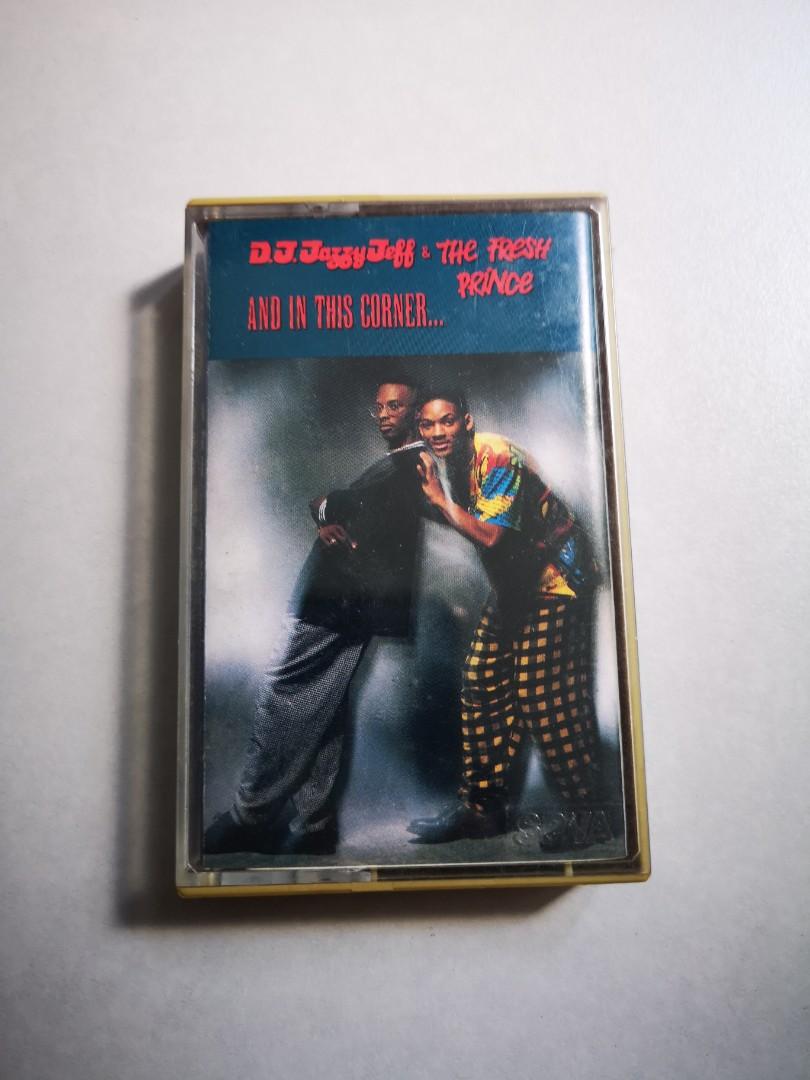 D.J. Jazzy Jeff & THE FRESH
PRINCE
AND IN THIS CORNER...